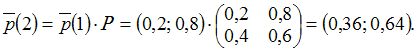 p̅(2) = p̅(1) · P = (0,2; 0,8) · (0,2 0,8
0,4 0,6) = (0,36; 0,64).